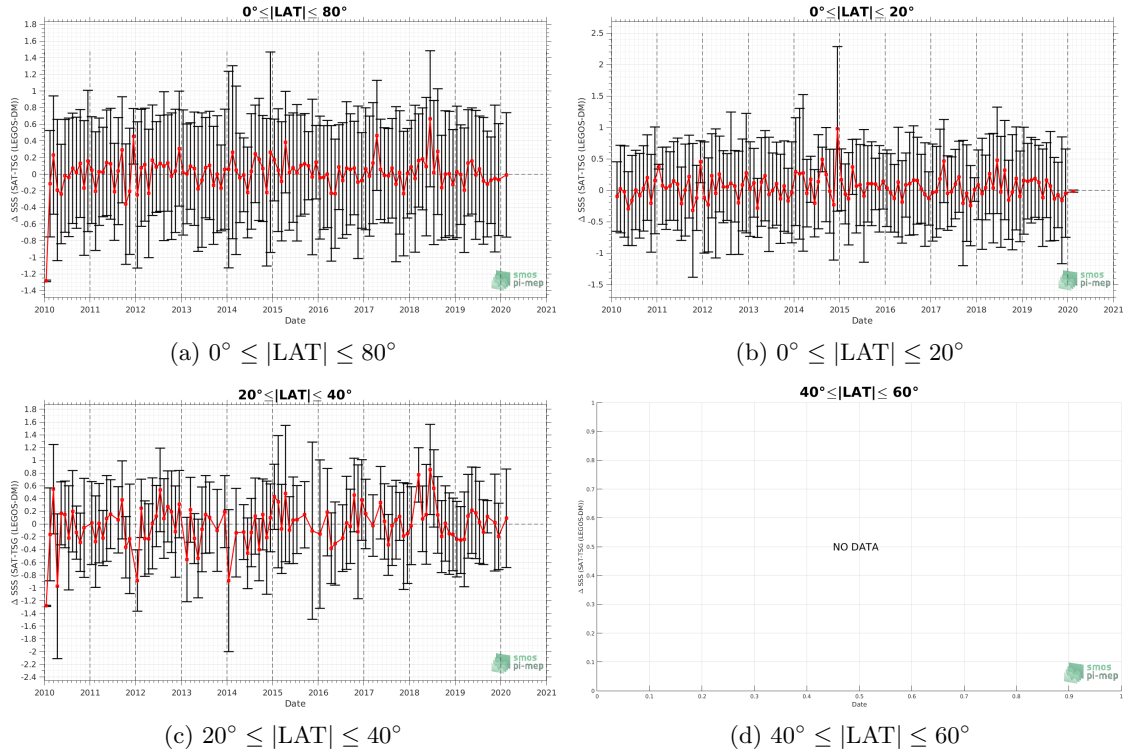 0°≤|LAT|≤ 80°
1.8
1.6
1.4
1.2
1
0.8
0.6
0.4
0.2
0
-0.2
-0.4
-0.6
-0.8
-1
-1.2
-1.4
Δ SSS (SAT-TSG (LEGOS-DM))
2010 2011 2012 2013 2014 2015 2016 2017 2018 2019 2020 2021
Date
smos
pi-mep
(a) 0° ≤ |LAT| ≤ 80°
0°≤|LAT|≤ 20°
2.5
2
1.5
1
0.5
0
-0.5
-1
-1.5
Δ SSS (SAT-TSG (LEGOS-DM))
2010 2011 2012 2013 2014 2015 2016 2017 2018 2019 2020 2021
Date
smos
pi-mep
(b) 0° ≤ |LAT| ≤ 20°
20°≤|LAT|≤ 40°
1.8
1.6
1.4
1.2
1
0.8
0.6
0.4
0.2
0
-0.2
-0.4
-0.6
-0.8
-1
-1.2
-1.4
-1.6
-1.8
-2
-2.2
-2.4
Δ SSS (SAT-TSG (LEGOS-DM))
2010 2011 2012 2013 2014 2015 2016 2017 2018 2019 2020 2021
Date
smos
pi-mep
(c) 20° ≤ |LAT| ≤ 40°
40°≤|LAT|≤ 60°
1
0.9
0.8
0.7
0.6
0.5
0.4
0.3
0.2
0.1
0
Δ SSS (SAT-TSG (LEGOS-DM))
NO DATA
0 0.1 0.2 0.3 0.4 0.5 0.6 0.7 0.8 0.9 1
Date
smos
pi-mep
(d) 40° ≤ |LAT| ≤ 60°